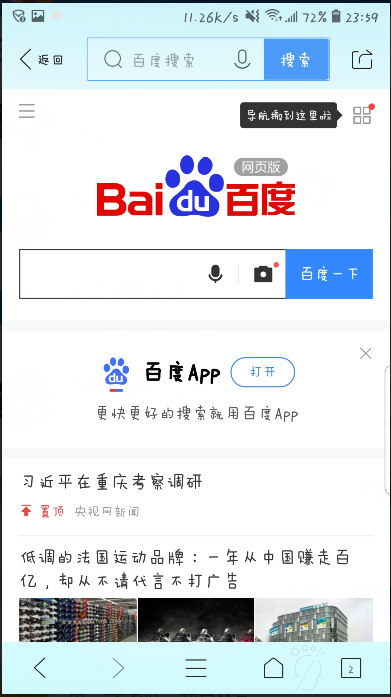 11.26K/s 72% 23:59
返回 百度搜索 搜索
导航搬到这里啦
网页版
Bai du 百度
百度一下
du 百度App 打开
更快更好的搜索就用百度App
习近平在重庆考察调研
置顶 央视网新闻
低调的法国运动品牌：一年从中国赚走百
亿，却从不请代言不打广告
2